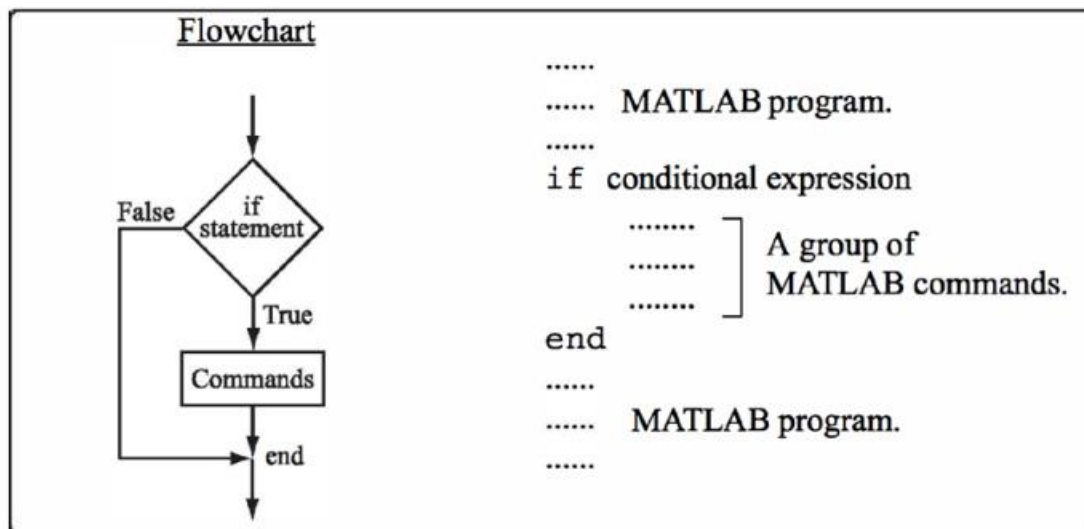 Flowchart
False
if
statement
True
Commands
end
......
...... MATLAB program.
......
if conditional expression
........
........
........
A group of
MATLAB commands.
end
......
...... MATLAB program.
......